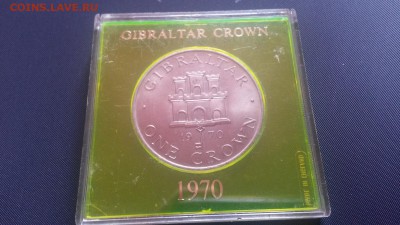 COINS.LAVE.RU
GIBRALTAR CROWN
GIBRALTAR
1970
ONE CROWN
1970